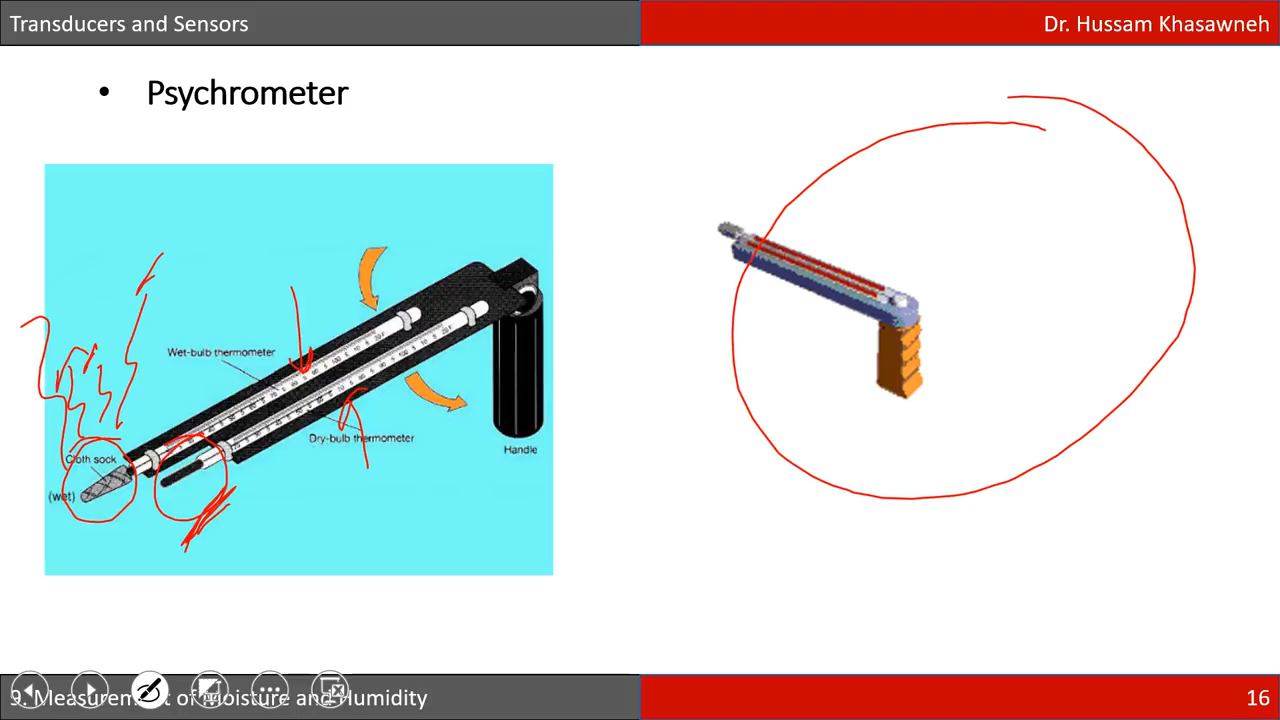 Transducers and Sensors
Dr. Hussam Khasawneh
• Psychrometer
Wet-bulb thermometer
Dry-bulb thermometer
Cloth sock
(wet)
Handle
9. Measurement of Moisture and Humidity
16